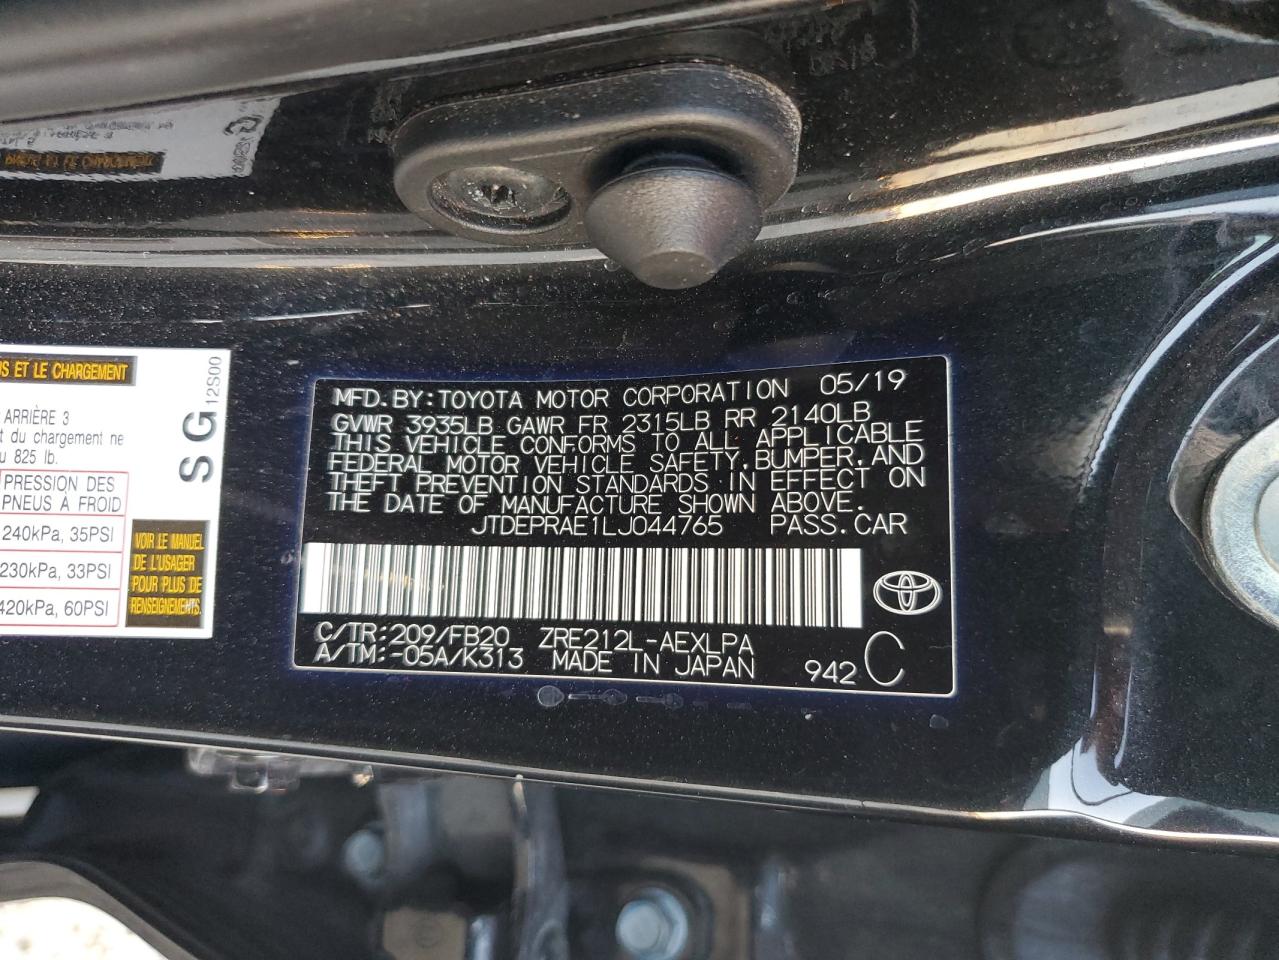 US ET LE CHARGEMENT
ARRIÈRE 3
du chargement ne
825 lb.
PRESSION DES
PNEUS À FROID
240kPa, 35PSI
230kPa, 33PSI
420kPa, 60PSI
VOIR LE MANUEL
DE L'USAGER
POUR PLUS DE
RENSEIGNEMENTS.
S G
12S00
MFD.BY:TOYOTA MOTOR CORPORATION 05/19
GVWR 3935LB GAWR FR 2315LB RR 2140LB
THIS VEHICLE CONFORMS TO ALL APPLICABLE
FEDERAL MOTOR VEHICLE SAFETY,BUMPER,AND
THEFT PREVENTION STANDARDS IN EFFECT ON
THE DATE OF MANUFACTURE SHOWN ABOVE.
JTDEPRAE1LJ044765 PASS.CAR
C/TR:209/FB20 ZRE212L-AEXLPA
A/TM:-05A/K313 MADE IN JAPAN 942 C